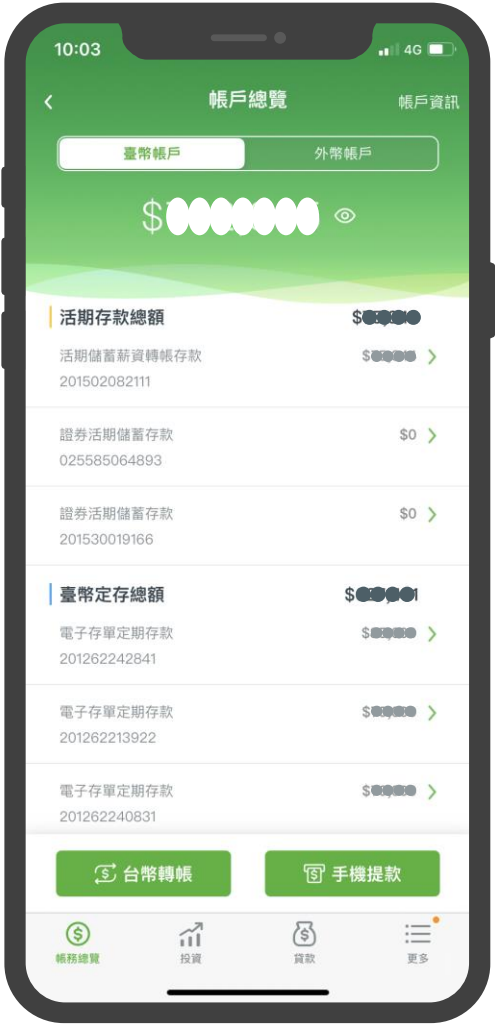 10:03
4G
帳戶總覽
帳戶資訊
臺幣帳戶
外幣帳戶
$
活期存款總額
$
活期儲蓄薪資轉帳存款
$
201502082111
證券活期儲蓄存款
$0
025585064893
證券活期儲蓄存款
$0
201530019166
臺幣定存總額
$
電子存單定期存款
$
201262242841
電子存單定期存款
$
201262213922
電子存單定期存款
$
201262240831
台幣轉帳
手機提款
帳務總覽
投資
貸款
更多